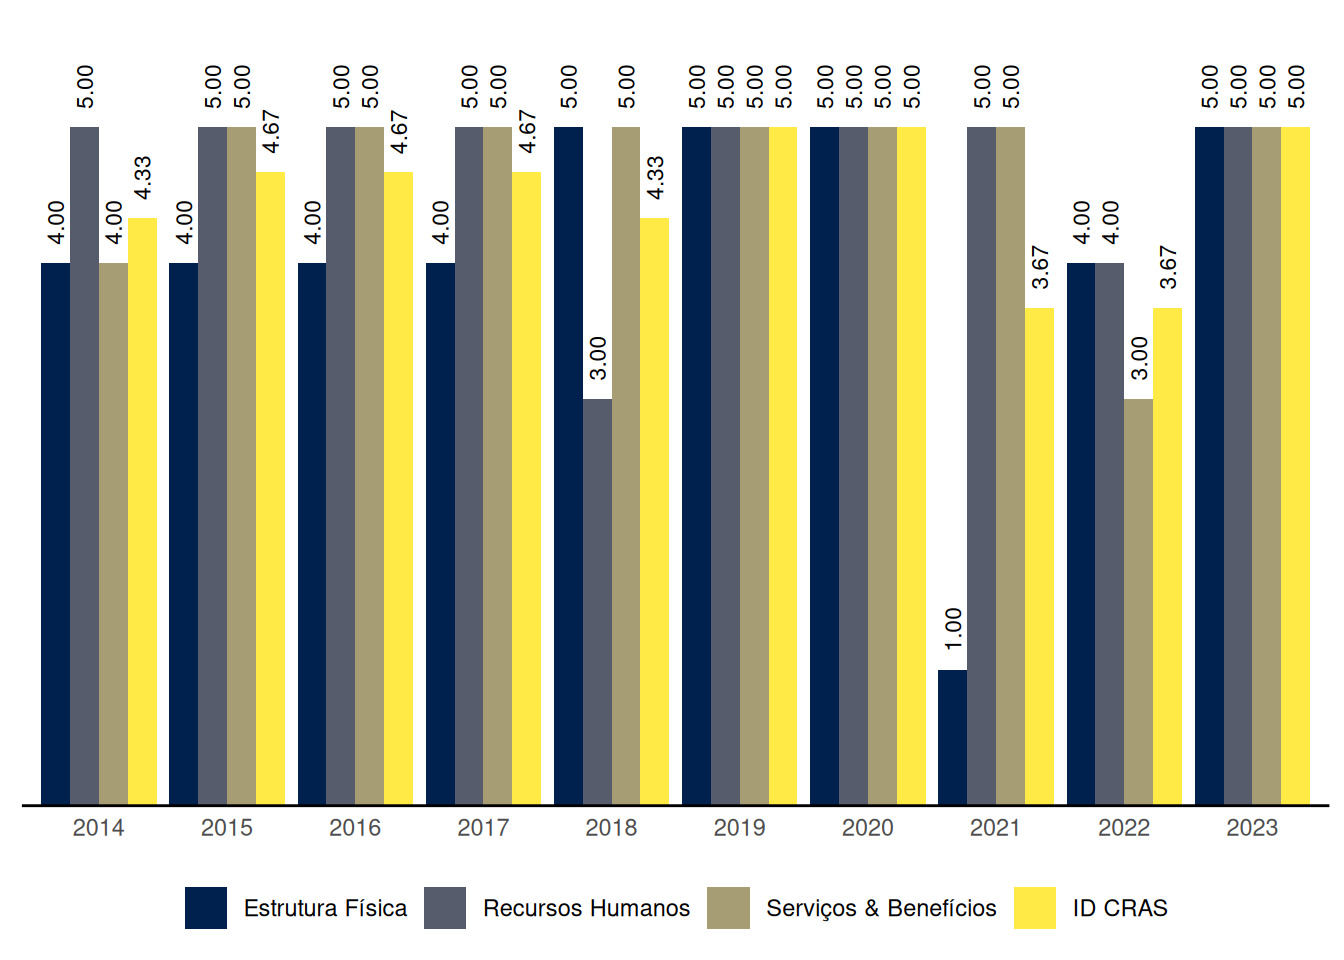 5.00 5.00 5.00 5.00 5.00 5.00 5.00 5.00 5.00 5.00 5.00 5.00 5.00 5.00 5.00 5.00 5.00 5.00 5.00 5.00 5.00 5.00 5.00
4.67 4.67 4.67
4.33 4.33
4.00 4.00 4.00 4.00 4.00 4.00 4.00
3.67 3.67
3.00 3.00
1.00
2014 2015 2016 2017 2018 2019 2020 2021 2022 2023
Estrutura Física Recursos Humanos Serviços & Benefícios ID CRAS